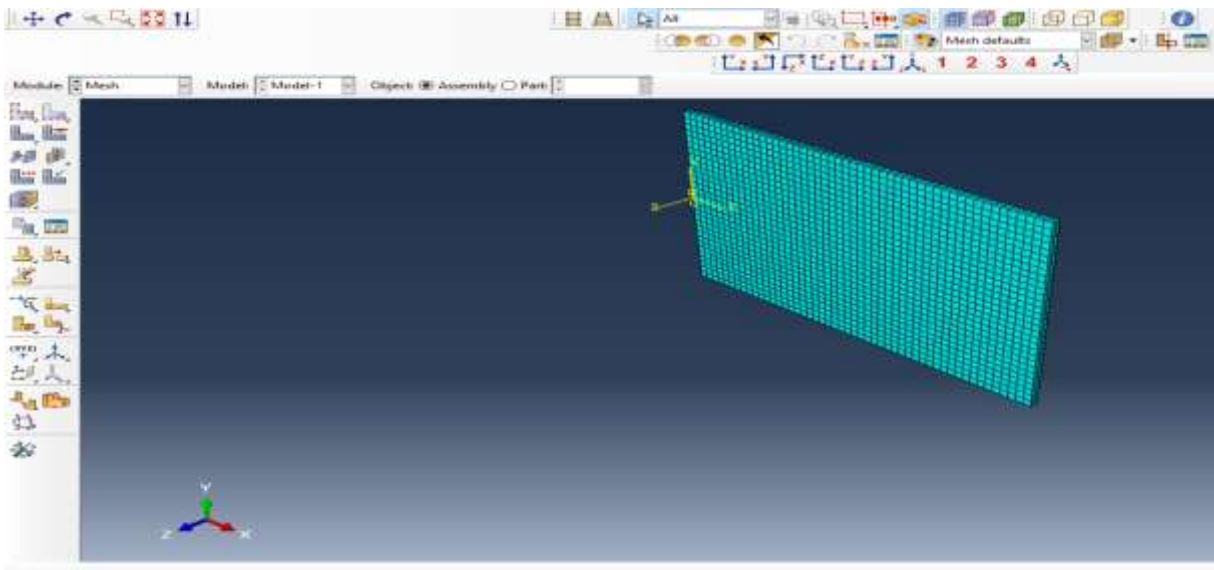 All
Mesh defaults
1 2 3 4
Module: Mesh Model: Model-1 Object: Assembly Part:
Y
Z X